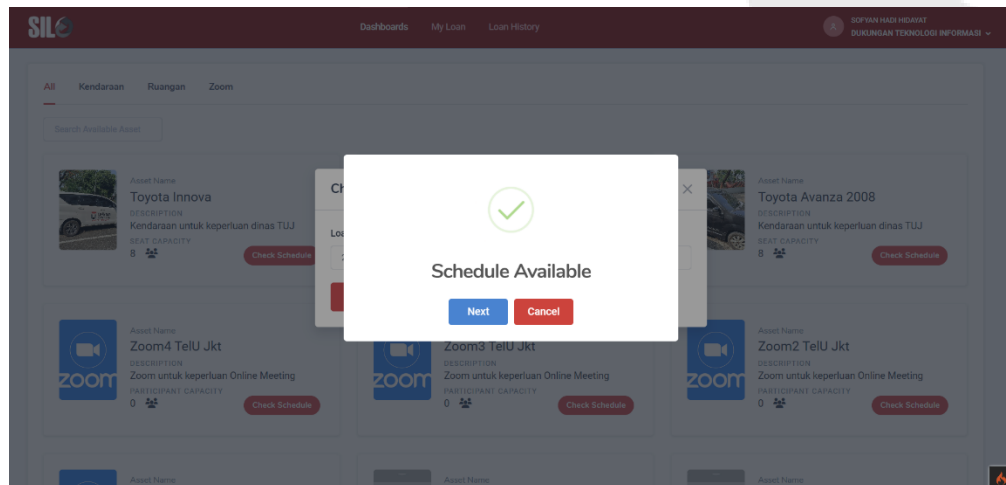 SIL
Dashboards My Loan Loan History
SOFYAN HADI HIDAYAT
DUKUNGAN TEKNOLOGI INFORMASI
All Kendaraan Ruangan Zoom
Search Available Asset
Asset Name
Toyota Innova
DESCRIPTION
Kendaraan untuk keperluan dinas TUJ
SEAT CAPACITY
8
Check Schedule
Schedule Available
Next Cancel
Asset Name
Toyota Avanza 2008
DESCRIPTION
Kendaraan untuk keperluan dinas TUJ
SEAT CAPACITY
8
Check Schedule
Asset Name
Zoom4 TelU Jkt
DESCRIPTION
Zoom untuk keperluan Online Meeting
PARTICIPANT CAPACITY
0
Check Schedule
zoom
Zoom3 TelU Jkt
DESCRIPTION
Zoom untuk keperluan Online Meeting
PARTICIPANT CAPACITY
0
Check Schedule
zoom
Asset Name
Zoom2 TelU Jkt
DESCRIPTION
Zoom untuk keperluan Online Meeting
PARTICIPANT CAPACITY
0
Check Schedule
zoom
Asset Name
Asset Name
Asset Name